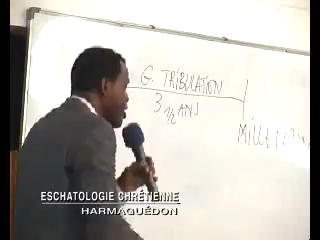 G. TRIBULATION
3 1/2 ANS
ESCHATOLOGIE CHRÉTIENNE
HARMAGUÉDON